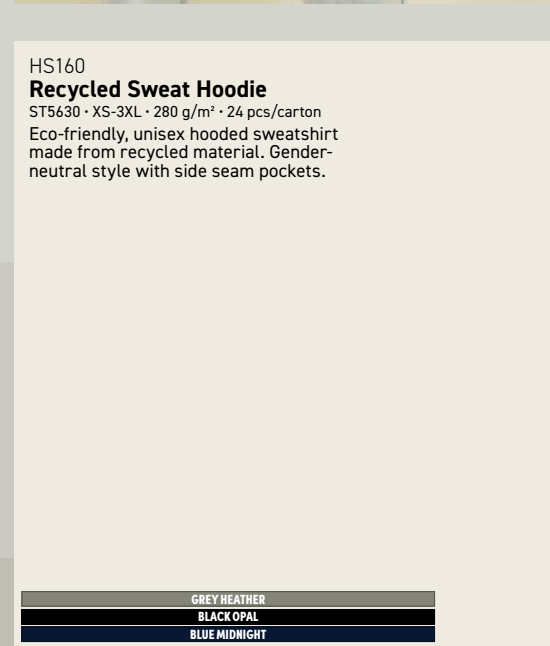 HS160
Recycled Sweat Hoodie
ST5630 · XS-3XL · 280 g/m² · 24 pcs/carton
Eco-friendly, unisex hooded sweatshirt
made from recycled material. Gender-
neutral style with side seam pockets.
GREY HEATHER
BLACK OPAL
BLUE MIDNIGHT